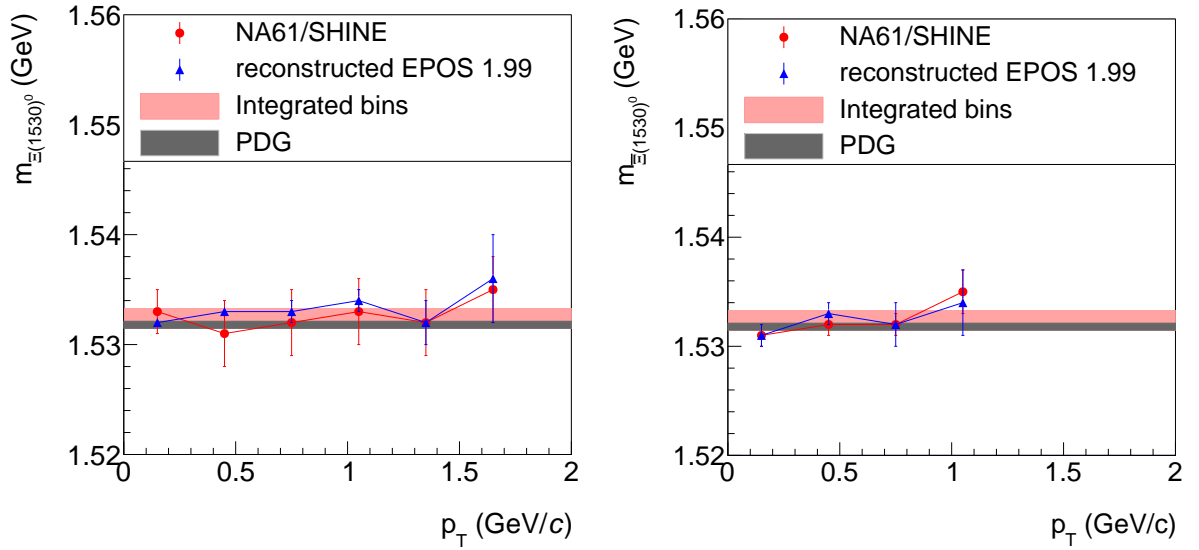 m_Ξ(1530)⁰ (GeV)
1.56
1.55
1.54
1.53
1.52
NA61/SHINE
reconstructed EPOS 1.99
Integrated bins
PDG
0 0.5 1 1.5 2
p_T (GeV/c)
m_Ξ̅(1530)⁰ (GeV)
1.56
1.55
1.54
1.53
1.52
NA61/SHINE
reconstructed EPOS 1.99
Integrated bins
PDG
0 0.5 1 1.5 2
p_T (GeV/c)